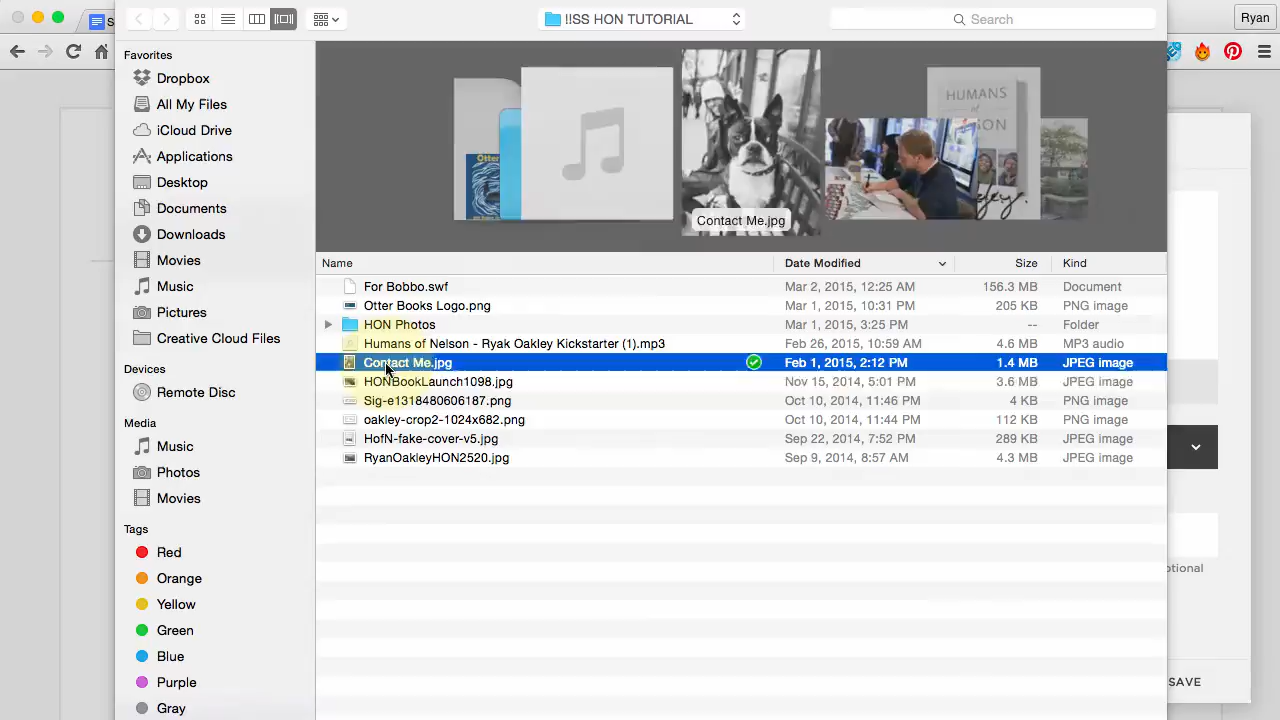 S
!!SS HON TUTORIAL
Search
Ryan
Favorites
Dropbox
All My Files
iCloud Drive
Applications
Desktop
Documents
Downloads
Movies
Music
Pictures
Creative Cloud Files
Devices
Remote Disc
Media
Music
Photos
Movies
Tags
Red
Orange
Yellow
Green
Blue
Purple
Gray
Otter
HUMANS
of
SON
ley.
Contact Me.jpg
Name Date Modified Size Kind
For Bobbo.swf Mar 2, 2015, 12:25 AM 156.3 MB Document
Otter Books Logo.png Mar 1, 2015, 10:31 PM 205 KB PNG image
HON Photos Mar 1, 2015, 3:25 PM -- Folder
Humans of Nelson - Ryak Oakley Kickstarter (1).mp3 Feb 26, 2015, 10:59 AM 4.6 MB MP3 audio
Contact Me.jpg Feb 1, 2015, 2:12 PM 1.4 MB JPEG image
HONBookLaunch1098.jpg Nov 15, 2014, 5:01 PM 3.6 MB JPEG image
Sig-e1318480606187.png Oct 10, 2014, 11:46 PM 4 KB PNG image
oakley-crop2-1024x682.png Oct 10, 2014, 11:44 PM 112 KB PNG image
HofN-fake-cover-v5.jpg Sep 22, 2014, 7:52 PM 289 KB JPEG image
RyanOakleyHON2520.jpg Sep 9, 2014, 8:57 AM 4.3 MB JPEG image
ptional
SAVE